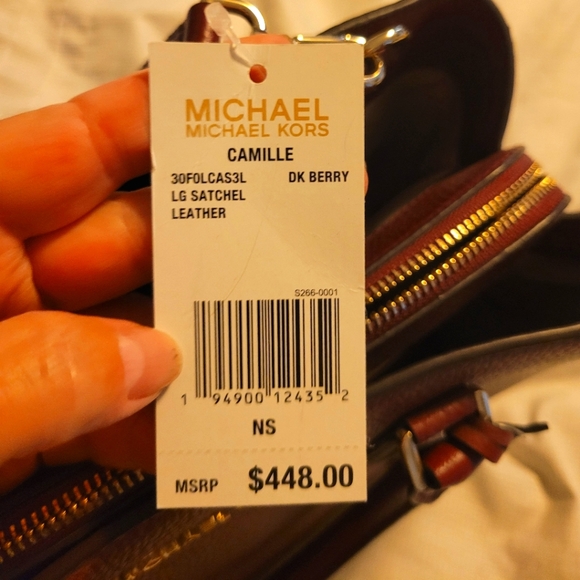 MICHAEL
MICHAEL KORS
CAMILLE
30F0LCAS3L DK BERRY
LG SATCHEL
LEATHER
S266-0001
1 94900 12435 2
NS
MSRP $448.00